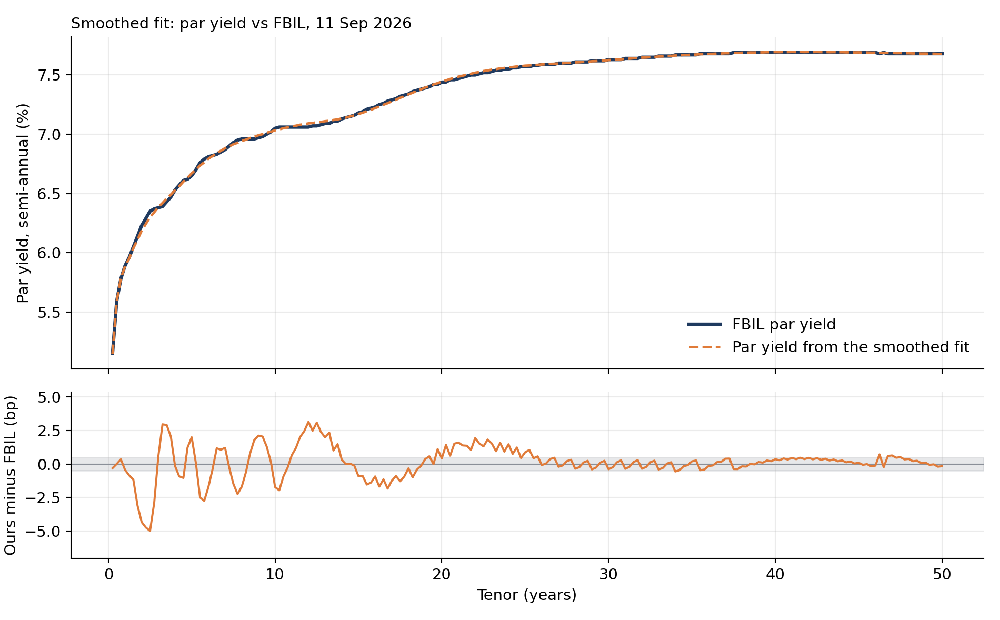 Smoothed fit: par yield vs FBIL, 11 Sep 2026
Par yield, semi-annual (%)
7.5
7.0
6.5
6.0
5.5
FBIL par yield
Par yield from the smoothed fit
Ours minus FBIL (bp)
5.0
2.5
0.0
−2.5
−5.0
0 10 20 30 40 50
Tenor (years)